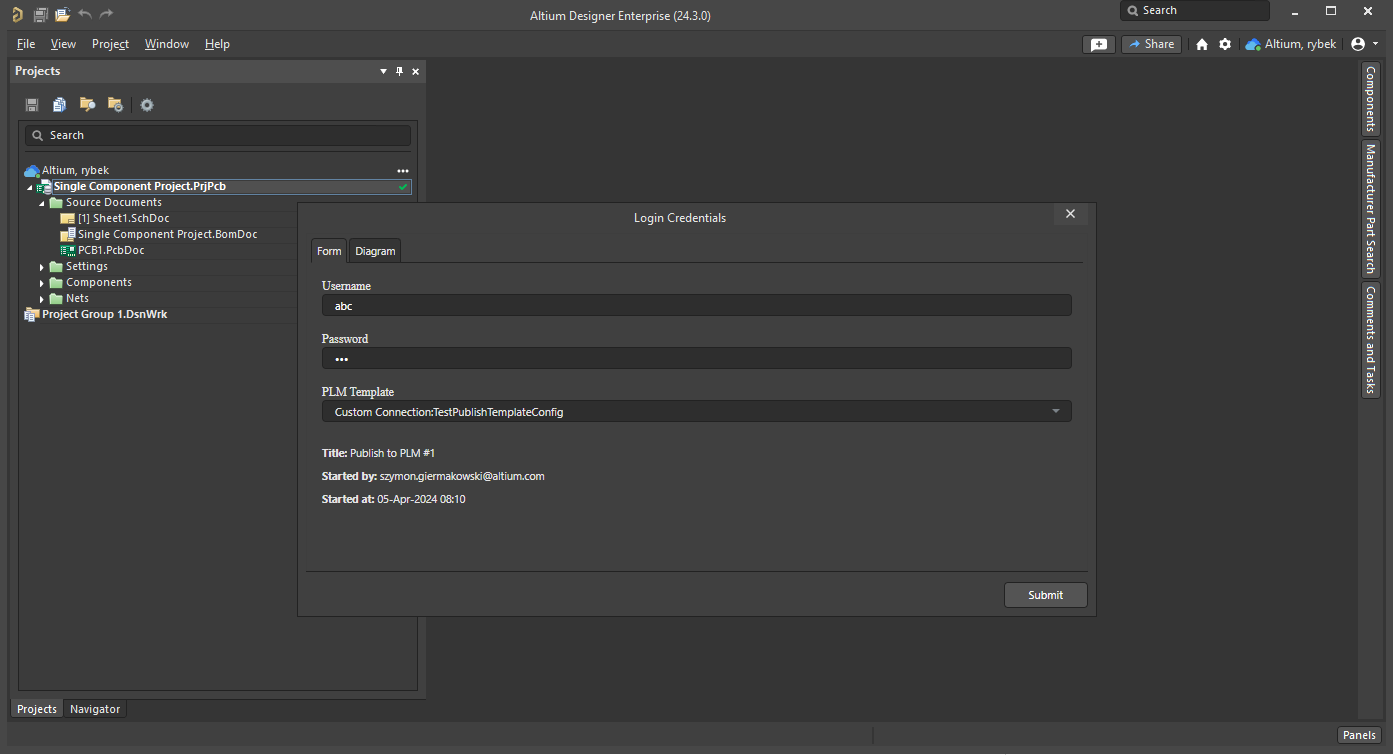 Altium Designer Enterprise (24.3.0)
Search
File View Project Window Help
Share
Altium, rybek
Projects
Search
Altium, rybek
Single Component Project.PrjPcb
Source Documents
[1] Sheet1.SchDoc
Single Component Project.BomDoc
PCB1.PcbDoc
Settings
Components
Nets
Project Group 1.DsnWrk
Login Credentials
Form Diagram
Username
abc
Password
•••
PLM Template
Custom Connection:TestPublishTemplateConfig
Title: Publish to PLM #1
Started by: szymon.giermakowski@altium.com
Started at: 05-Apr-2024 08:10
Submit
Components
Manufacturer Part Search
Comments and Tasks
Projects Navigator
Panels